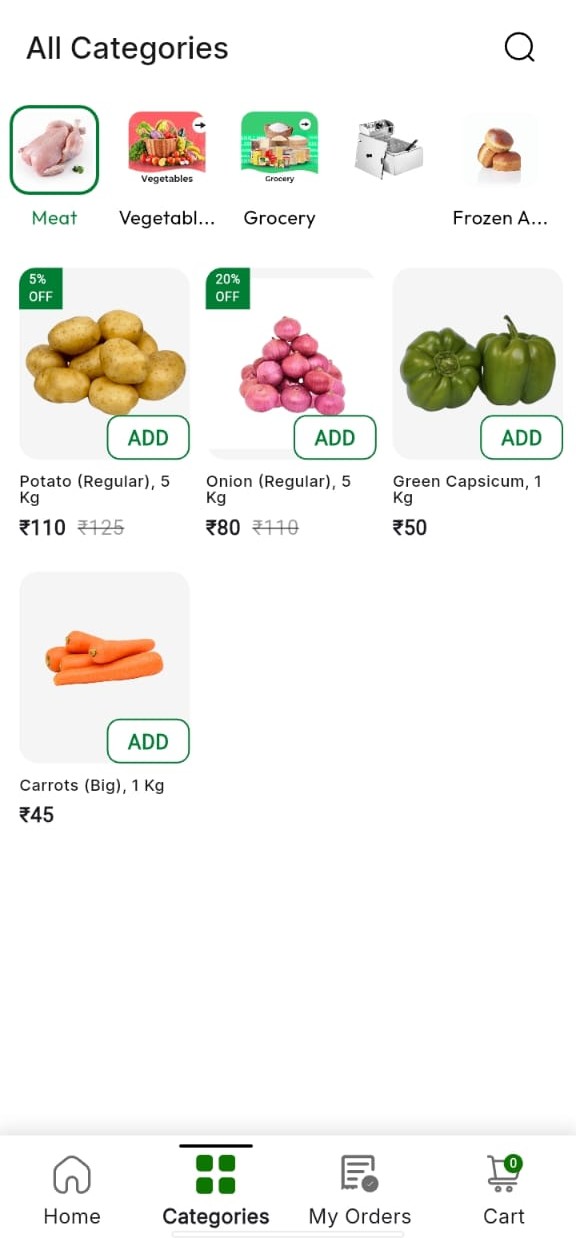 All Categories
Vegetables
Grocery
Meat
Vegetabl...
Grocery
Frozen A...
5%
OFF
20%
OFF
ADD
ADD
ADD
Potato (Regular), 5
Kg
Onion (Regular), 5
Kg
Green Capsicum, 1
Kg
₹110 ₹125
₹80 ₹110
₹50
ADD
Carrots (Big), 1 Kg
₹45
0
Home
Categories
My Orders
Cart